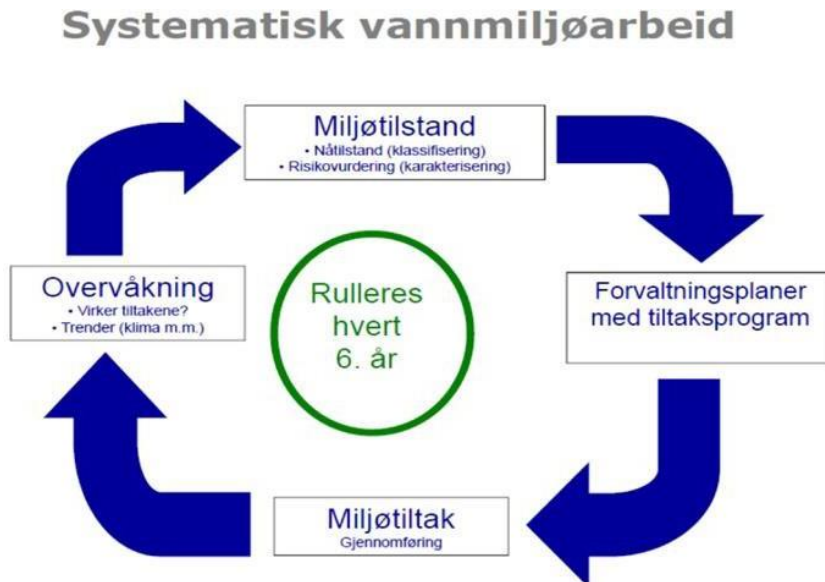 Systematisk vannmiljøarbeid
Miljøtilstand
• Nåtilstand (klassifisering)
• Risikovurdering (karakterisering)
Forvaltningsplaner
med tiltaksprogram
Miljøtiltak
Gjennomføring
Overvåkning
• Virker tiltakene?
• Trender (klima m.m.)
Rulleres
hvert
6. år